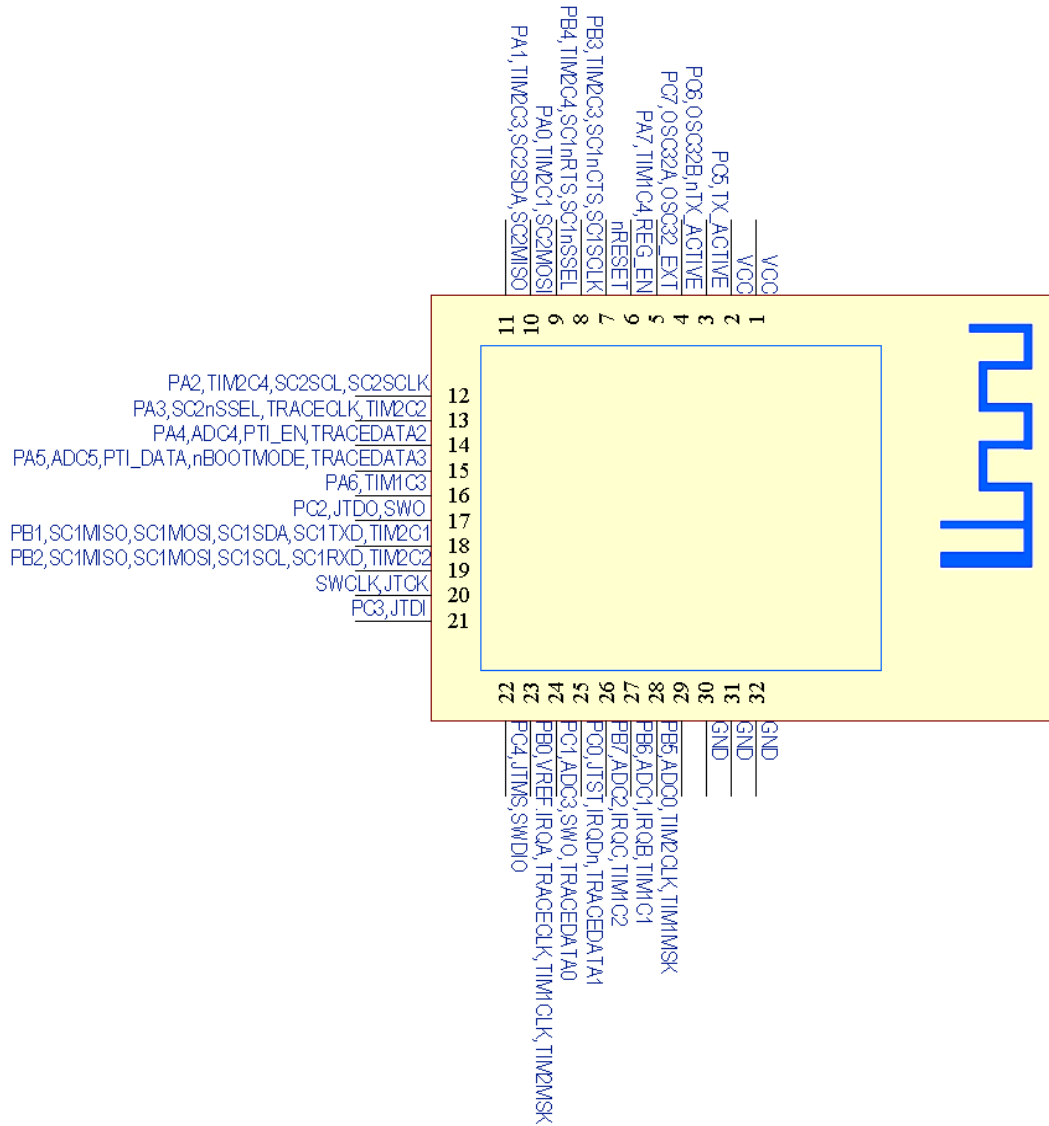 PA1,TIM2C3,SC2SDA,SC2MISO
PA0,TIM2C1,SC2MOSI
PB4,TIM2C4,SC1nRTS,SC1nSSEL
PB3,TIM2C3,SC1nCTS,SC1SCLK
nRESET
PA7,TIM1C4,REG_EN
PC7,OSC32A,OSC32_EXT
PC6,OSC32B,nTX_ACTIVE
PC5,TX_ACTIVE
VCC
VCC
11
10
9
8
7
6
5
4
3
2
1
PA2,TIM2C4,SC2SCL,SC2SCLK
12
PA3,SC2nSSEL,TRACECLK,TIM2C2
13
PA4,ADC4,PTI_EN,TRACEDATA2
14
PA5,ADC5,PTI_DATA,nBOOTMODE,TRACEDATA3
15
PA6,TIM1C3
16
PC2,JTDO,SWO
17
PB1,SC1MISO,SC1MOSI,SC1SDA,SC1TXD,TIM2C1
18
PB2,SC1MISO,SC1MOSI,SC1SCL,SC1RXD,TIM2C2
19
SWCLK,JTCK
20
PC3,JTDI
21
22
23
24
25
26
27
28
29
30
31
32
PC4,JTMS,SWDIO
PB0,VREF.IRQA,TRACECLK,TIM1CLK,TIM2MSK
PC1,ADC3,SWO,TRACEDATA0
PC0,JTST,IRQDn,TRACEDATA1
PB7,ADC2,IRQC,TIM1C2
PB6,ADC1,IRQB,TIM1C1
PB5,ADC0,TIM2CLK,TIM1MSK
GND
GND
GND